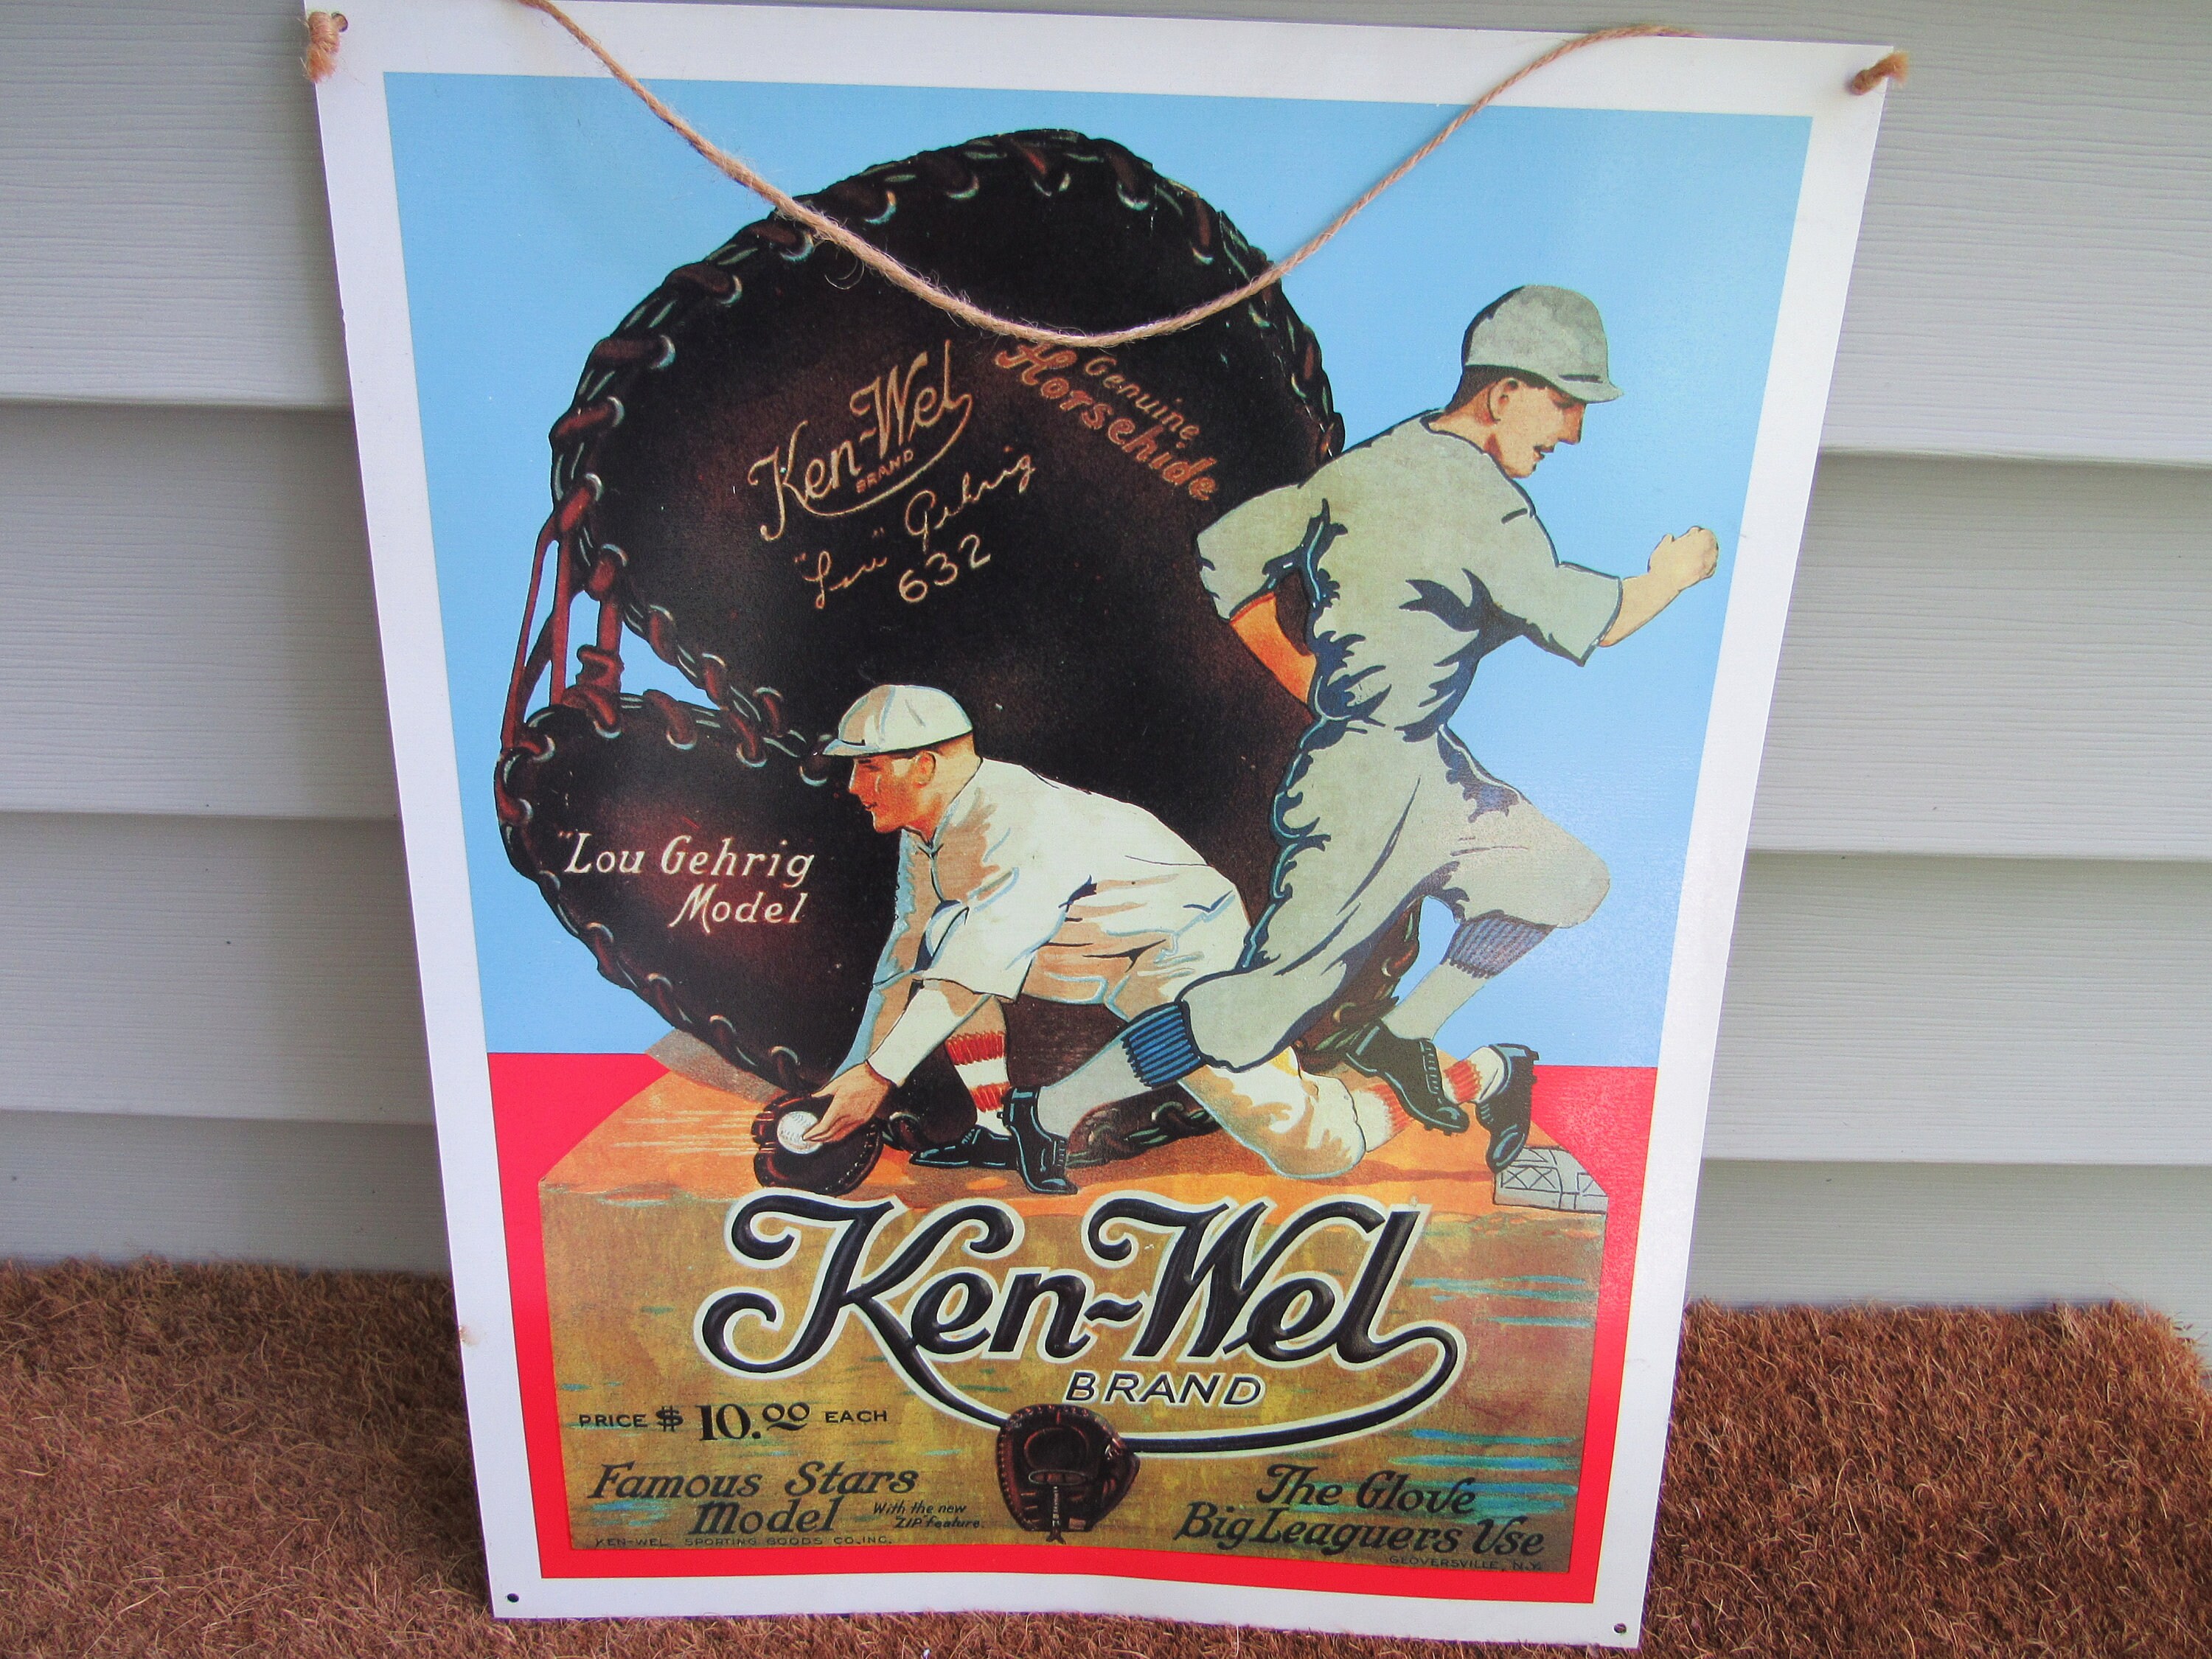 Ken-Wel
BRAND
"Lou" Gehrig
632
Genuine
Horsehide
"Lou Gehrig
Model
Ken-Wel
BRAND
PRICE $ 10.00 EACH
Famous Stars
Model
With the new
"ZIP" feature.
KEN-WEL SPORTING GOODS CO., INC.
The Glove
Big Leaguers Use
GLOVERSVILLE, N.Y.